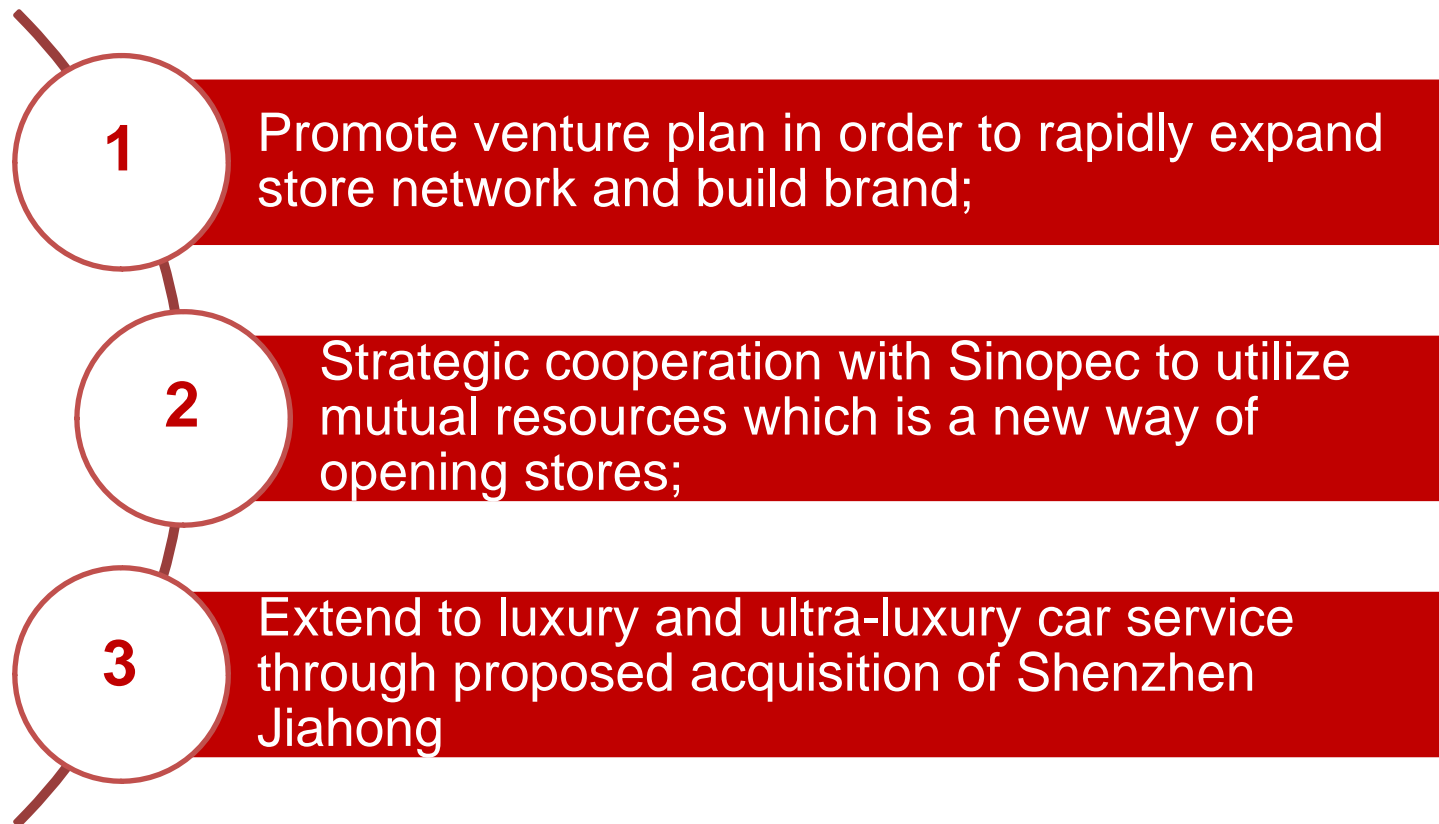 1
Promote venture plan in order to rapidly expand
store network and build brand;
2
Strategic cooperation with Sinopec to utilize
mutual resources which is a new way of
opening stores;
3
Extend to luxury and ultra-luxury car service
through proposed acquisition of Shenzhen
Jiahong